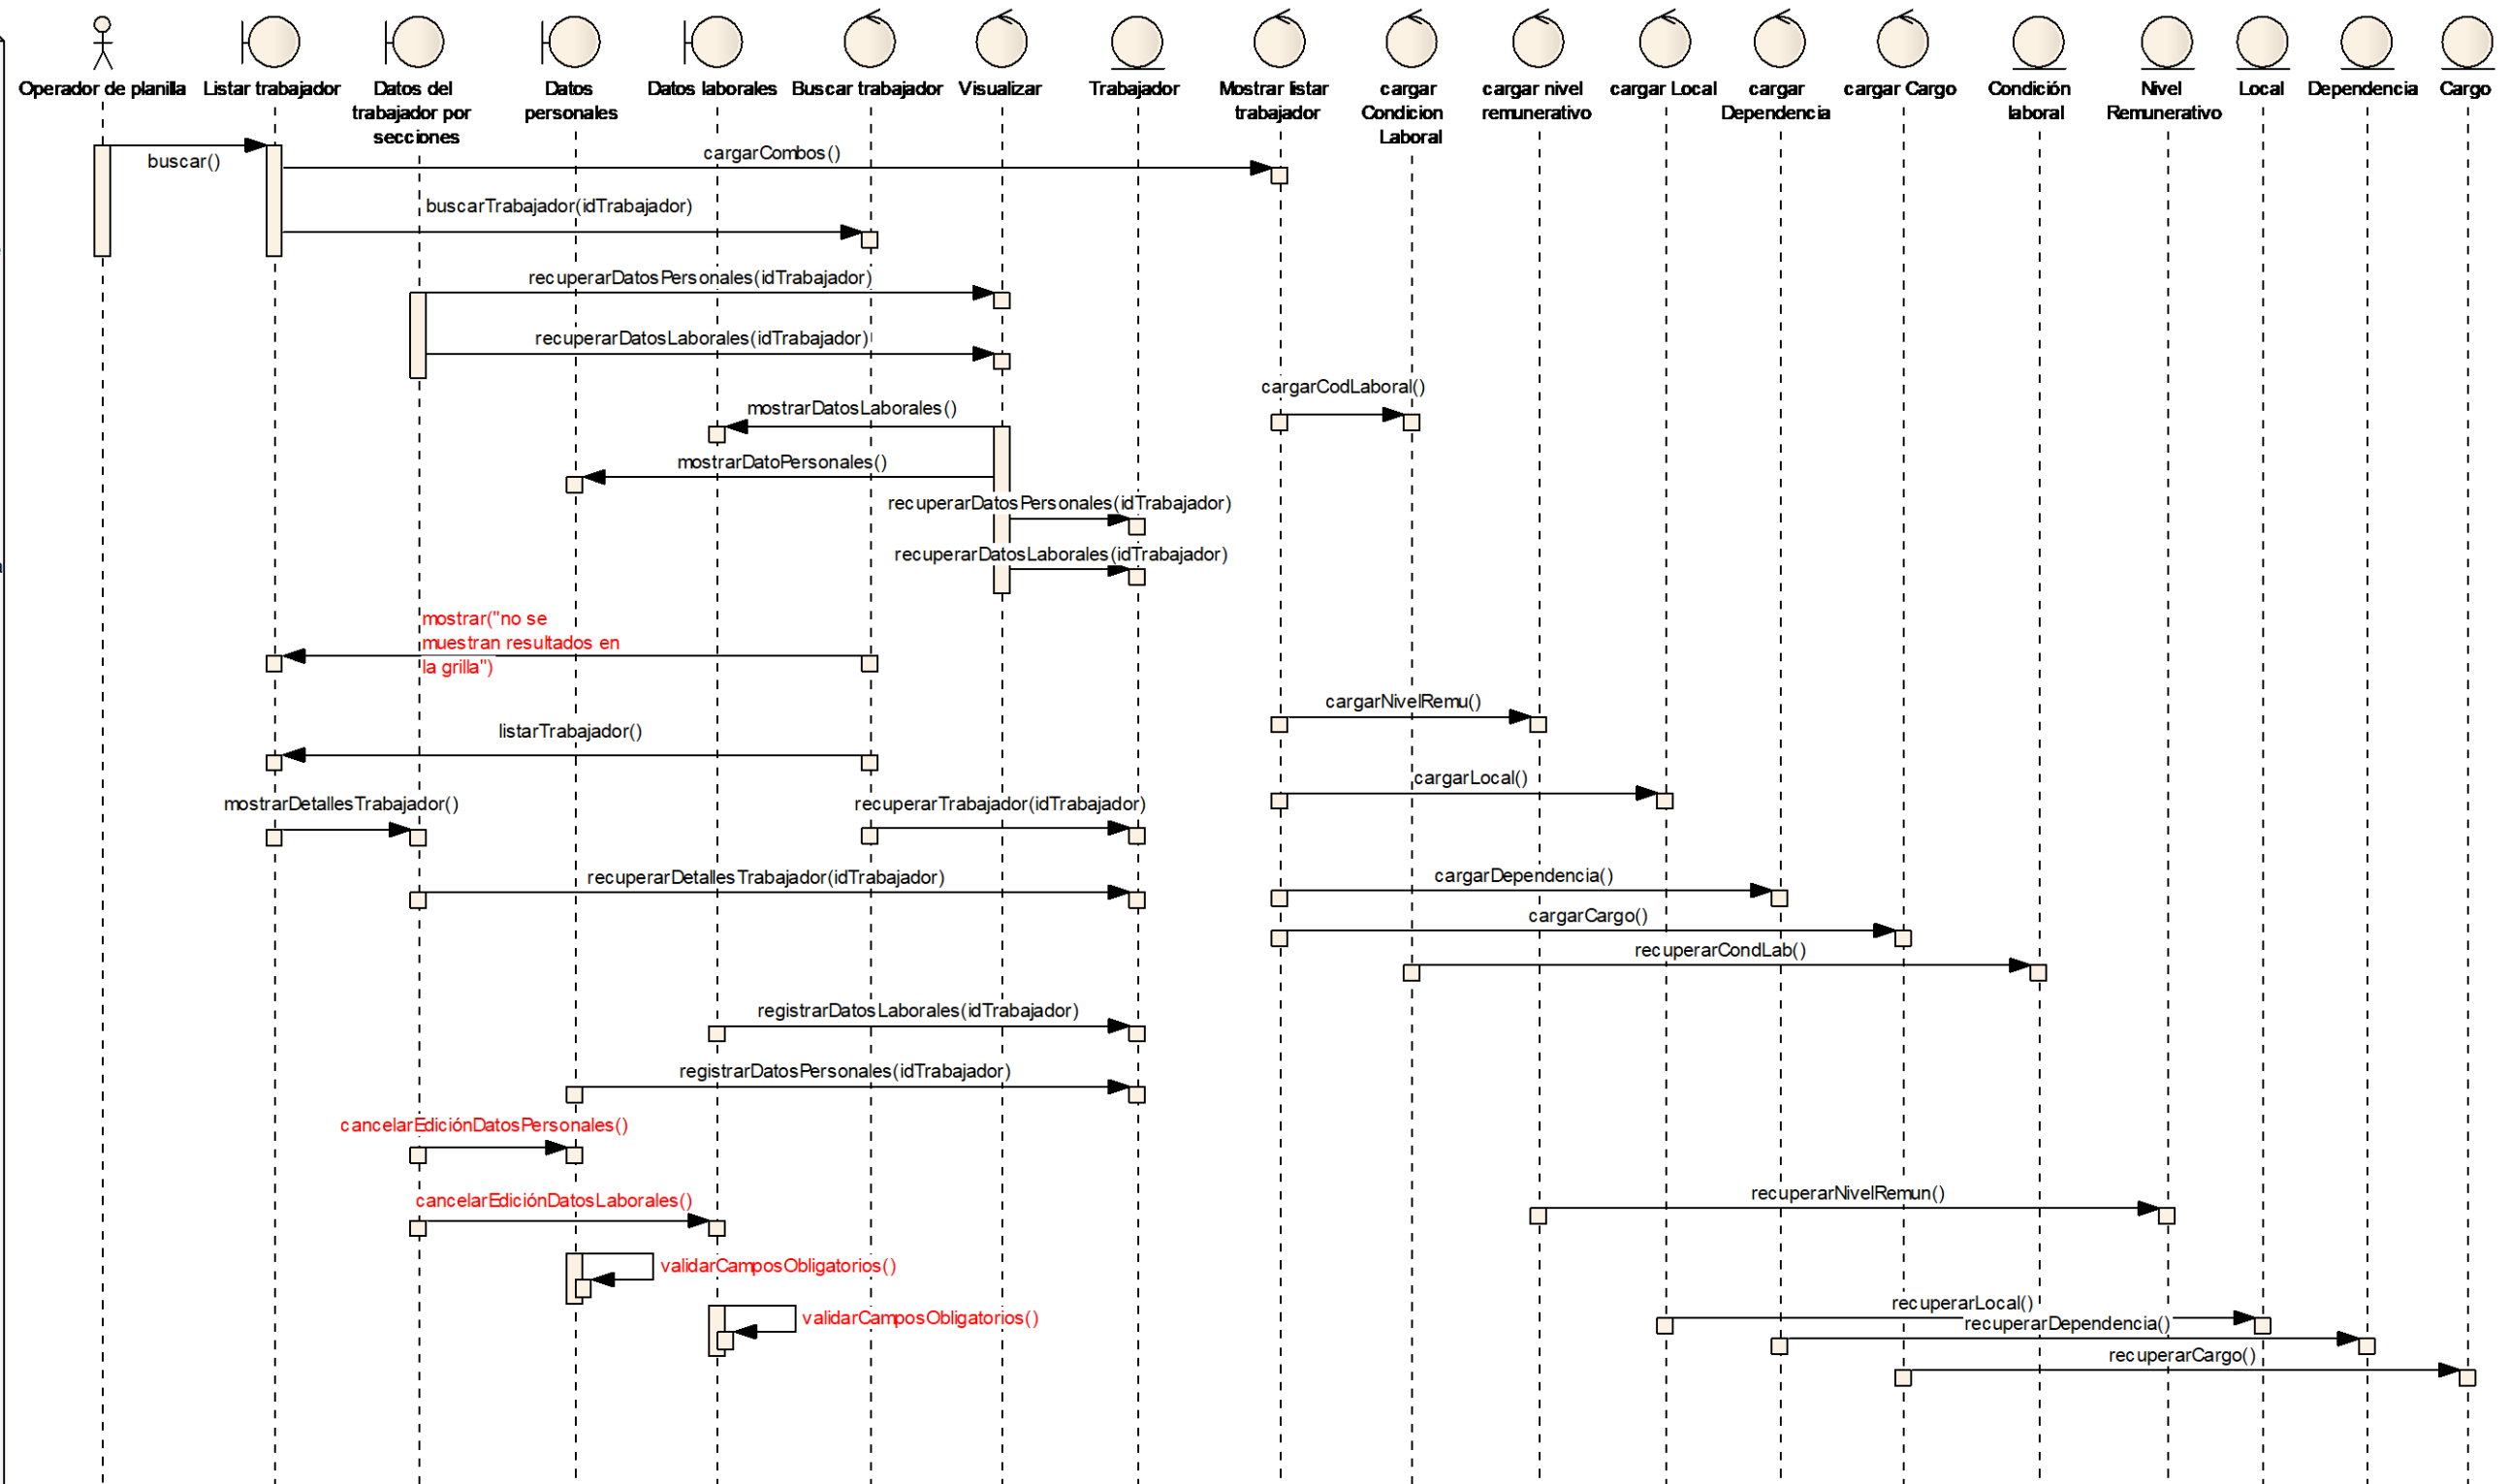 Operador de planilla
Listar trabajador
Datos del
trabajador por
secciones
Datos
personales
Datos laborales
Buscar trabajador
Visualizar
Trabajador
Mostrar listar
trabajador
cargar
Condicion
Laboral
cargar nivel
remunerativo
cargar Local
cargar
Dependencia
cargar Cargo
Condición
laboral
Nivel
Remunerativo
Local
Dependencia
Cargo
buscar()
cargarCombos()
buscarTrabajador(idTrabajador)
recuperarDatosPersonales(idTrabajador)
recuperarDatosLaborales(idTrabajador)
cargarCodLaboral()
mostrarDatosLaborales()
mostrarDatoPersonales()
recuperarDatosPersonales(idTrabajador)
recuperarDatosLaborales(idTrabajador)
mostrar("no se
muestran resultados en
la grilla")
cargarNivelRemu()
listarTrabajador()
cargarLocal()
mostrarDetallesTrabajador()
recuperarTrabajador(idTrabajador)
recuperarDetallesTrabajador(idTrabajador)
cargarDependencia()
cargarCargo()
recuperarCondLab()
registrarDatosLaborales(idTrabajador)
registrarDatosPersonales(idTrabajador)
cancelarEdiciónDatosPersonales()
cancelarEdiciónDatosLaborales()
recuperarNivelRemun()
validarCamposObligatorios()
validarCamposObligatorios()
recuperarLocal()
recuperarDependencia()
recuperarCargo()